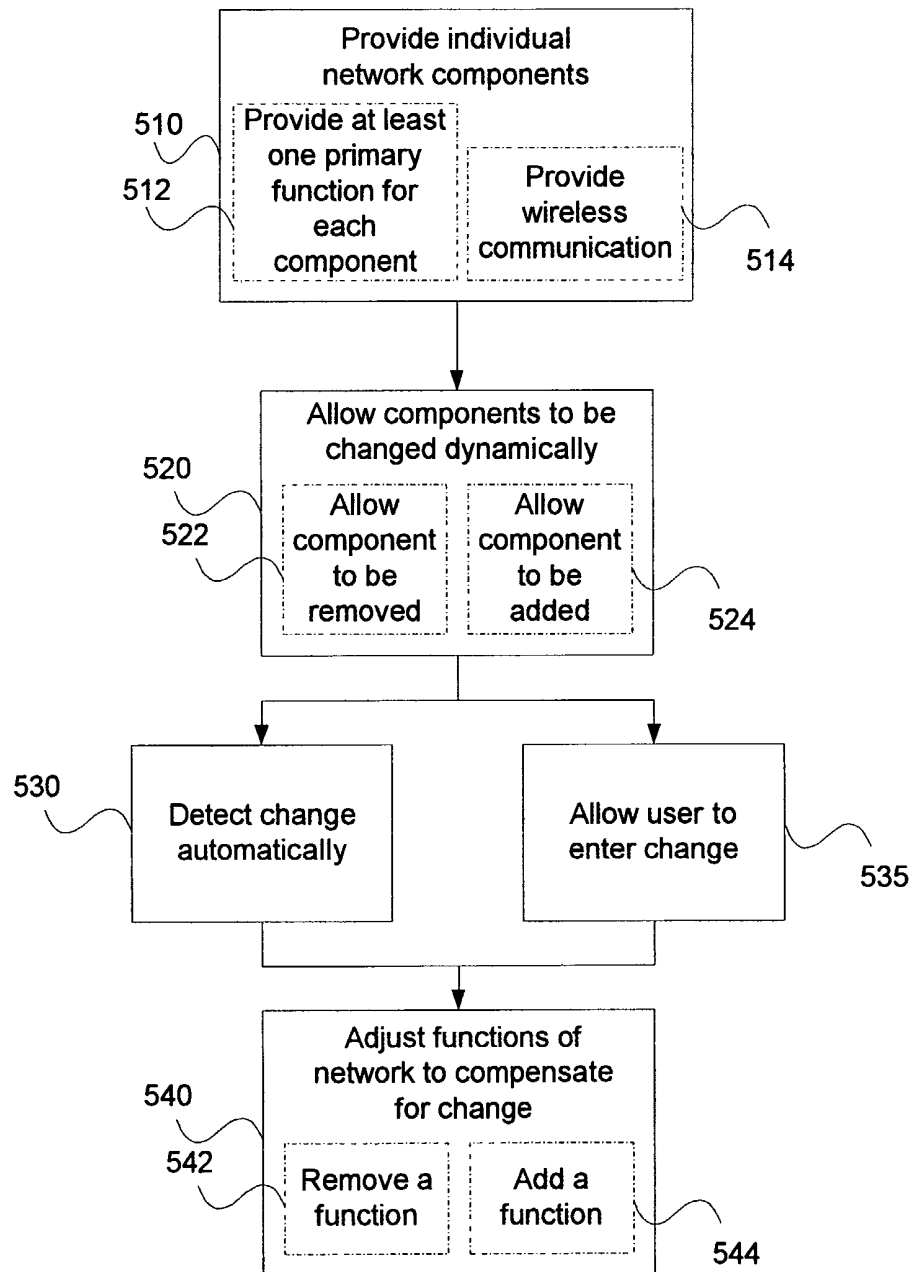 Provide individual
network components
510
512
Provide at least
one primary
function for
each
component
Provide
wireless
communication
514
Allow components to be
changed dynamically
520
522
Allow
component
to be
removed
Allow
component
to be
added
524
530
Detect change
automatically
Allow user to
enter change
535
Adjust functions of
network to compensate
for change
540
542
Remove a
function
Add a
function
544